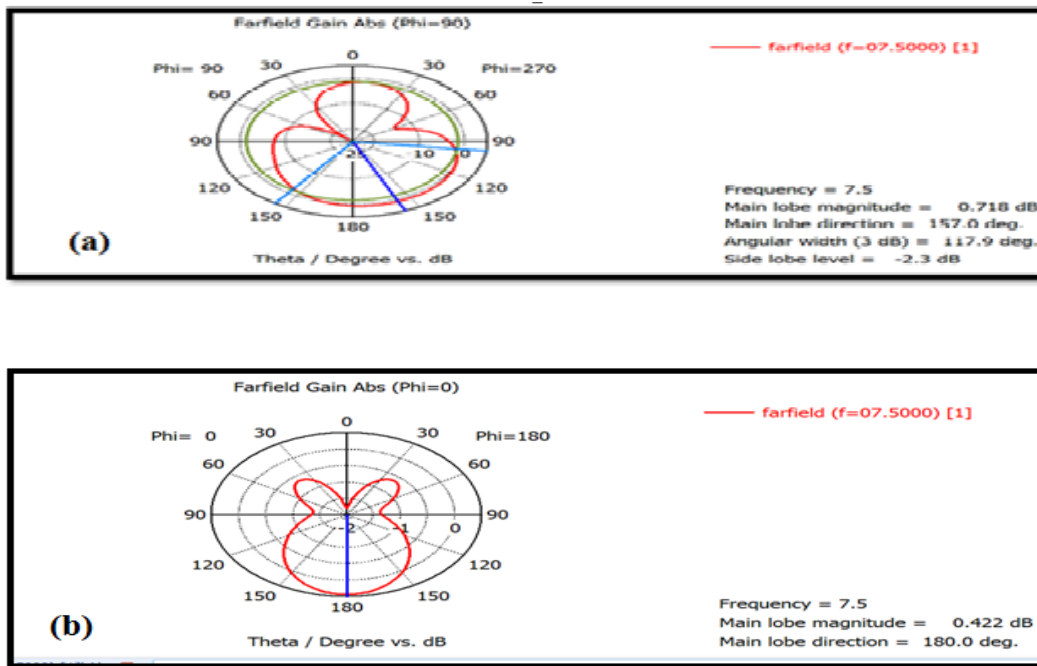 Farfield Gain Abs (Phi=90)
farfield (f=07.5000) [1]
0
30 30
Phi= 90 Phi=270
60 60
90 90
-10 0
120 120
150 150
180
Frequency = 7.5
Main lobe magnitude = 0.718 dB
Main lobe direction = 157.0 deg.
Angular width (3 dB) = 117.9 deg.
Side lobe level = -2.3 dB
(a)
Theta / Degree vs. dB
Farfield Gain Abs (Phi=0)
farfield (f=07.5000) [1]
0
30 30
Phi= 0 Phi=180
60 60
90 90
-2 -1 0
120 120
150 150
180
Frequency = 7.5
Main lobe magnitude = 0.422 dB
Main lobe direction = 180.0 deg.
(b)
Theta / Degree vs. dB